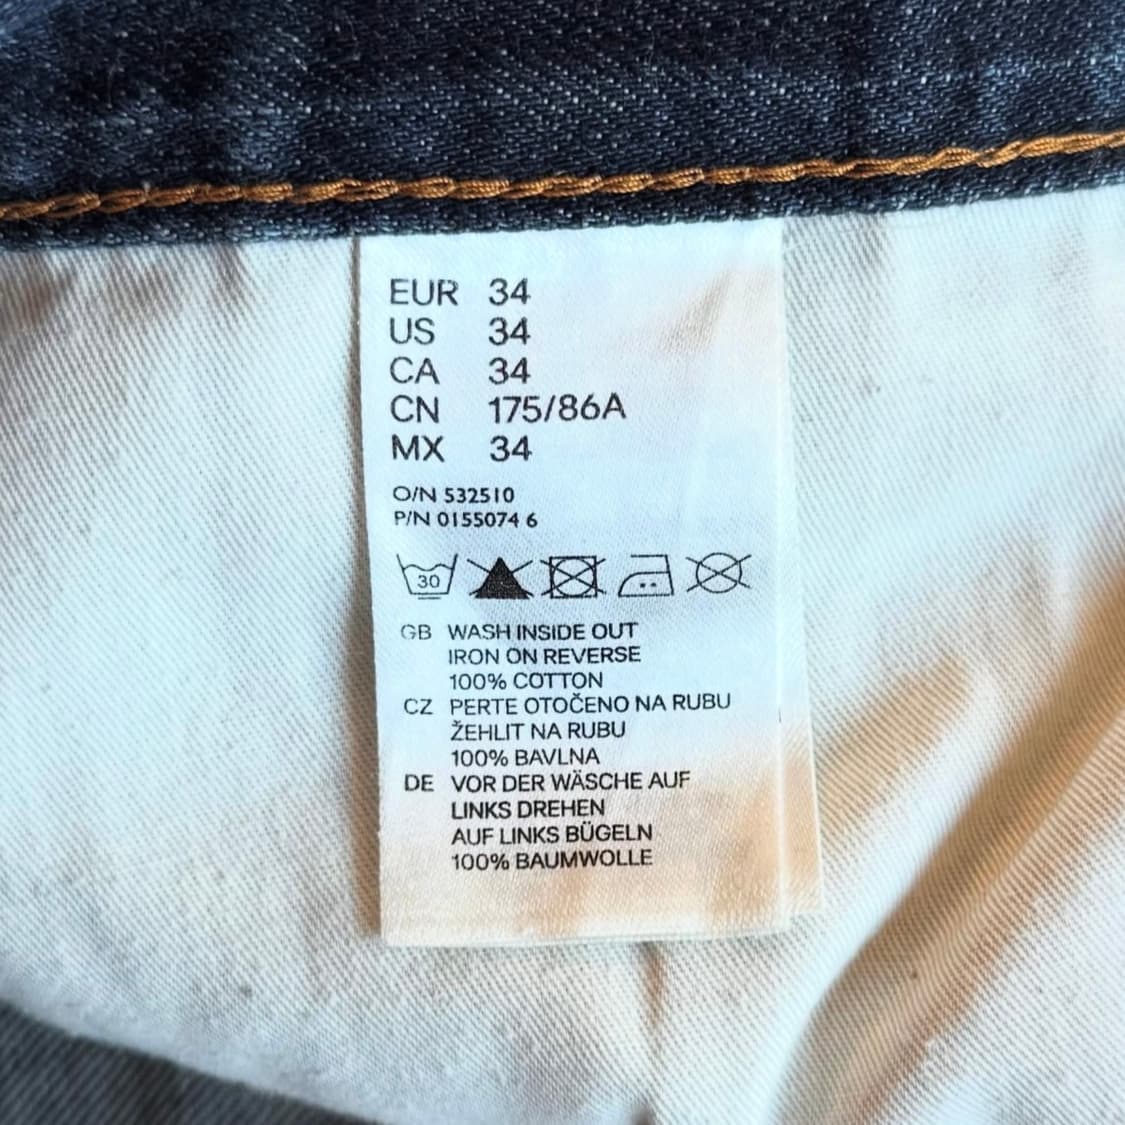 EUR 34
US 34
CA 34
CN 175/86A
MX 34
O/N 532510
P/N 0155074 6
30
GB WASH INSIDE OUT
IRON ON REVERSE
100% COTTON
CZ PERTE OTOČENO NA RUBU
ŽEHLIT NA RUBU
100% BAVLNA
DE VOR DER WÄSCHE AUF
LINKS DREHEN
AUF LINKS BÜGELN
100% BAUMWOLLE